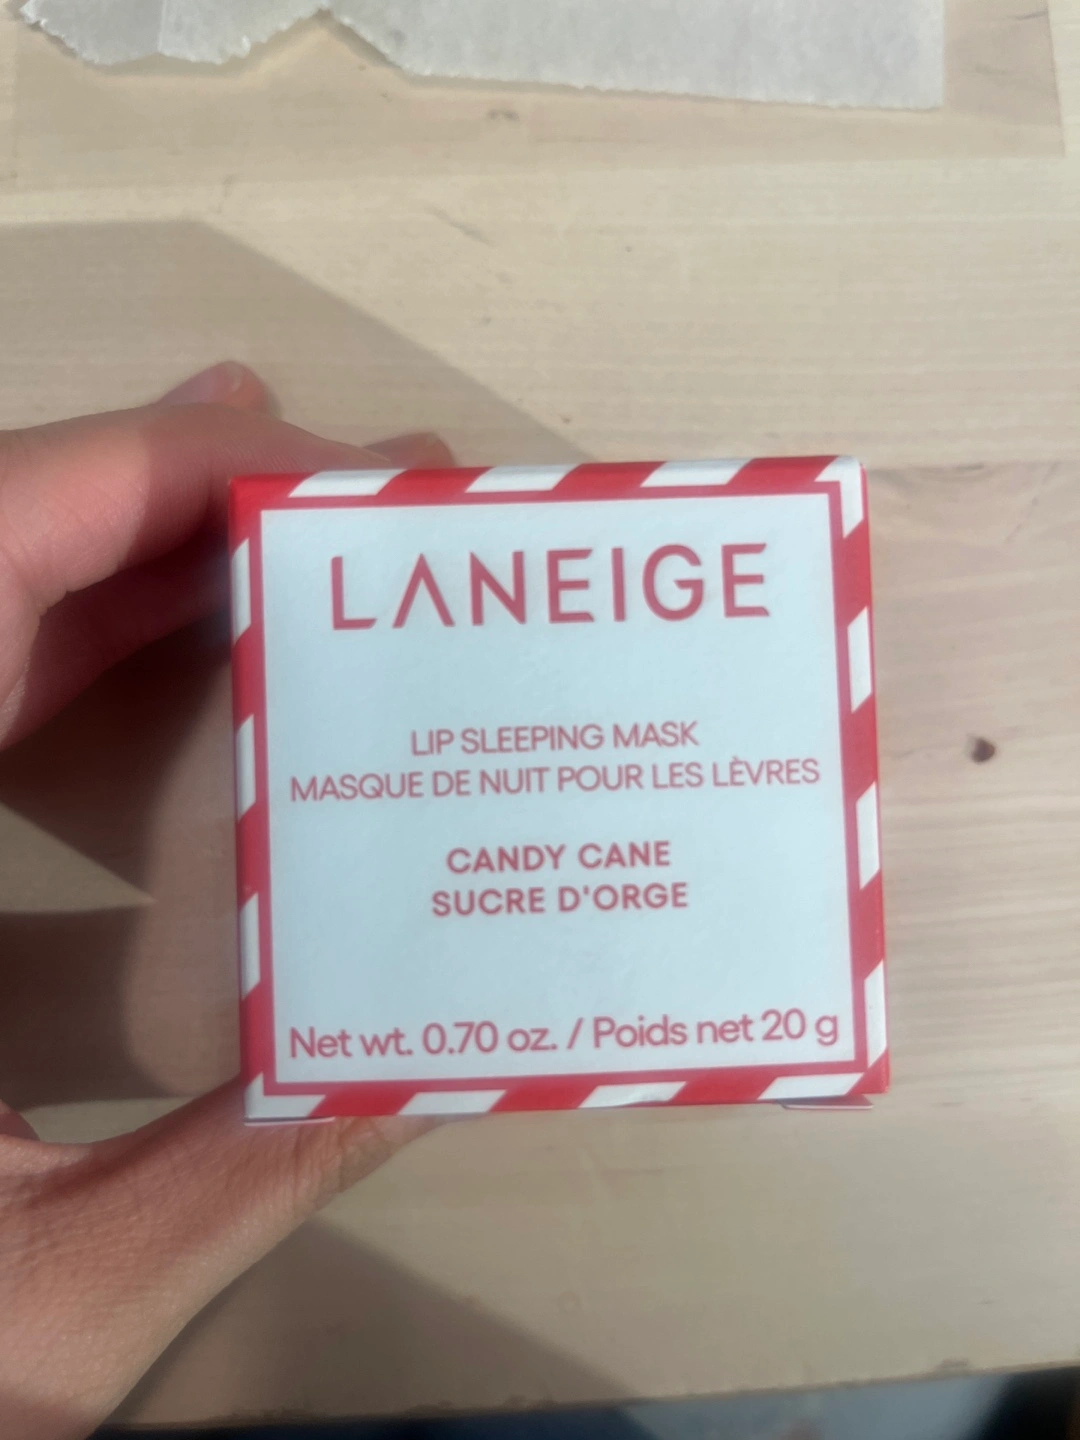 LANEIGE
LIP SLEEPING MASK
MASQUE DE NUIT POUR LES LÈVRES
CANDY CANE
SUCRE D'ORGE
Net wt. 0.70 oz. / Poids net 20 g